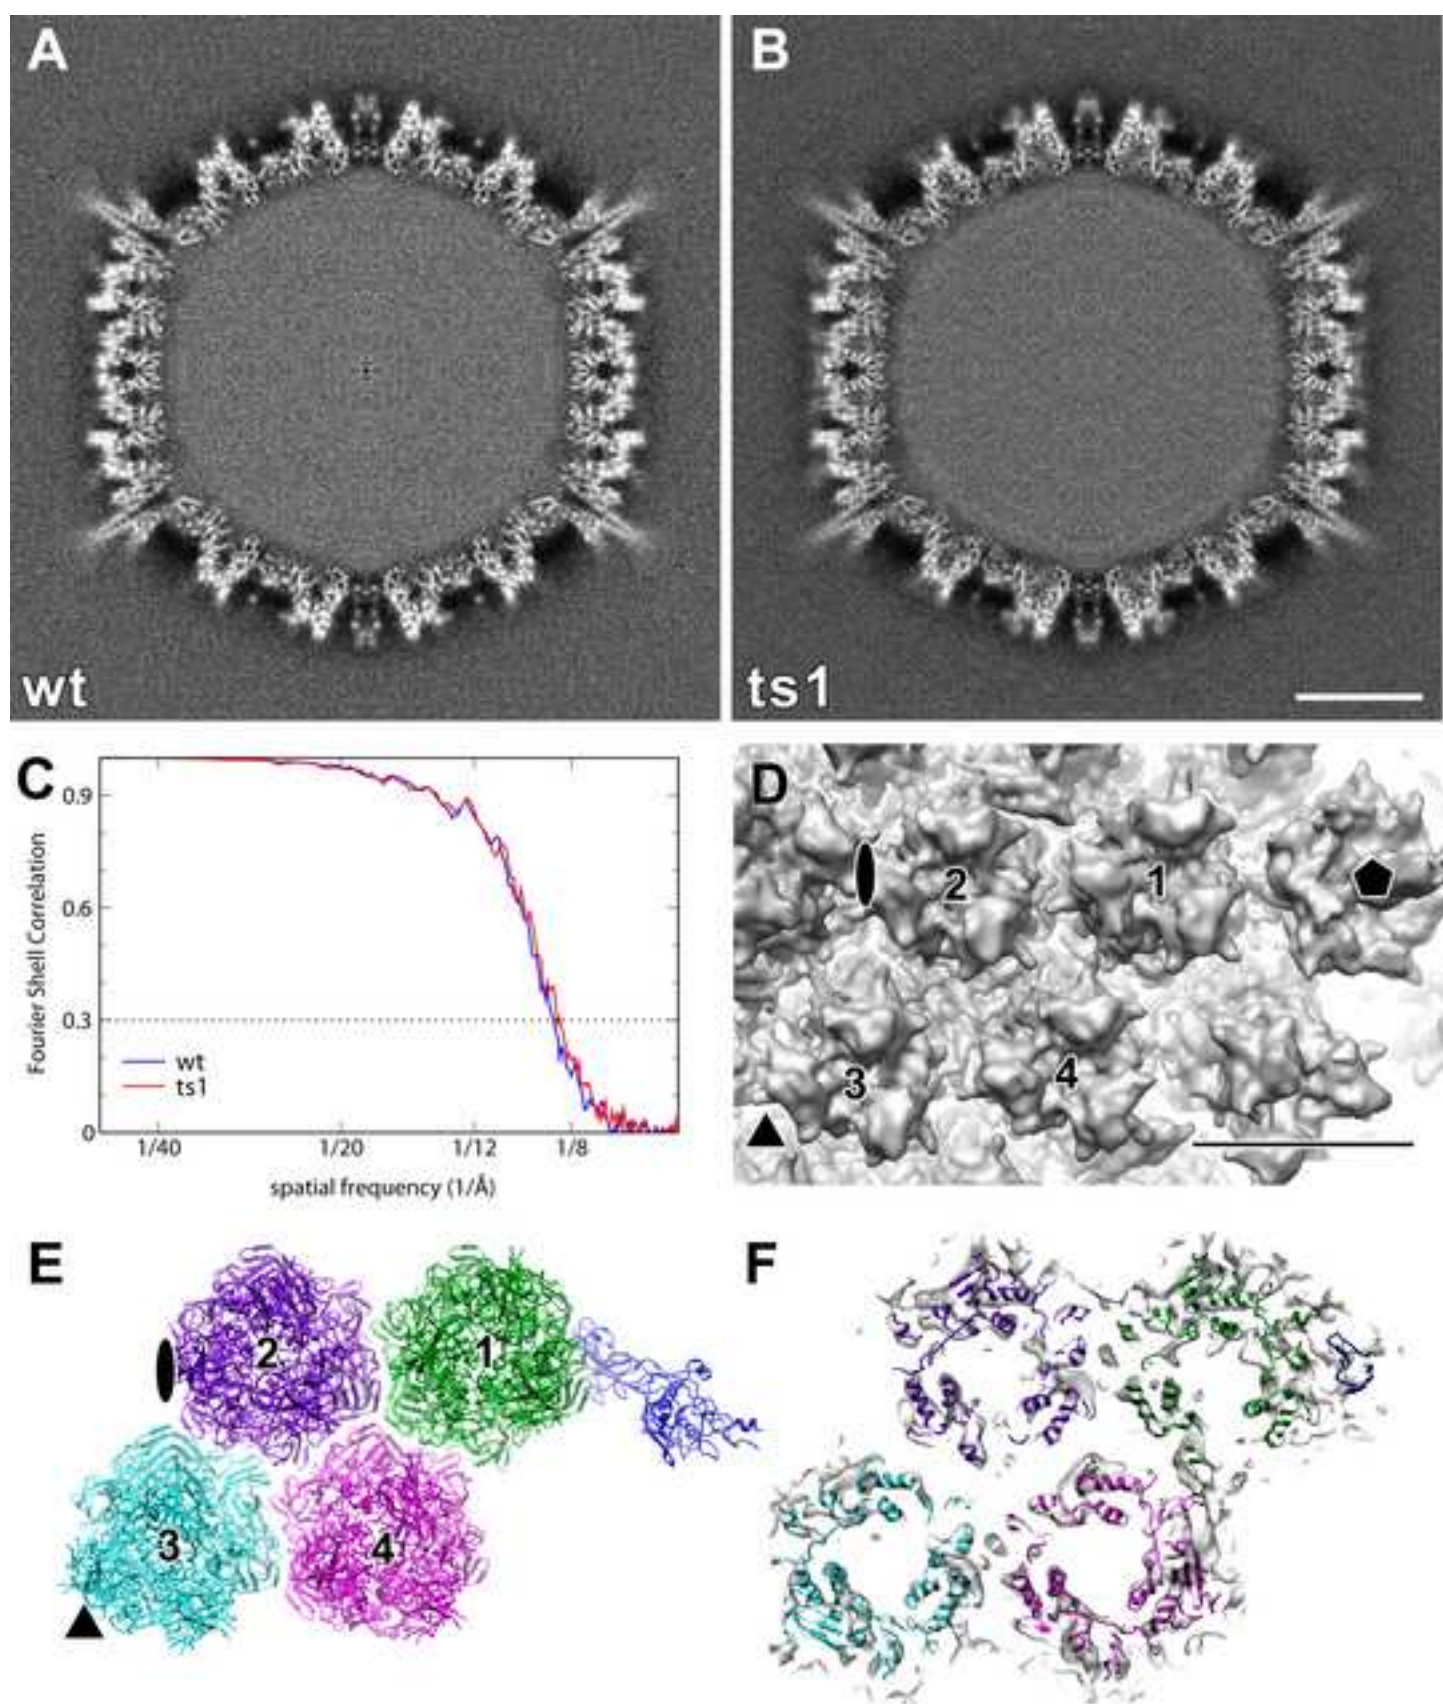 A
B
wt
ts1
C
0.9
0.6
0.3
0
Fourier Shell Correlation
wt
ts1
1/40
1/20
1/12
1/8
spatial frequency (1/Å)
D
2
1
3
4
E
2
1
3
4
F